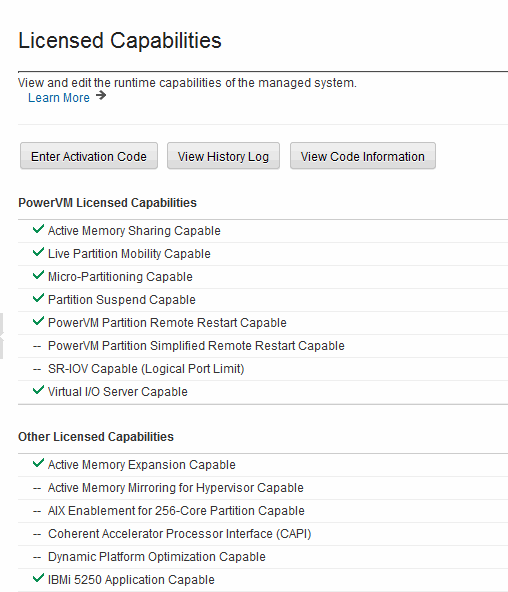 Licensed Capabilities
View and edit the runtime capabilities of the managed system.
Learn More
Enter Activation Code View History Log View Code Information
PowerVM Licensed Capabilities
Active Memory Sharing Capable
Live Partition Mobility Capable
Micro-Partitioning Capable
Partition Suspend Capable
PowerVM Partition Remote Restart Capable
-- PowerVM Partition Simplified Remote Restart Capable
-- SR-IOV Capable (Logical Port Limit)
Virtual I/O Server Capable
Other Licensed Capabilities
Active Memory Expansion Capable
-- Active Memory Mirroring for Hypervisor Capable
-- AIX Enablement for 256-Core Partition Capable
-- Coherent Accelerator Processor Interface (CAPI)
-- Dynamic Platform Optimization Capable
IBMi 5250 Application Capable